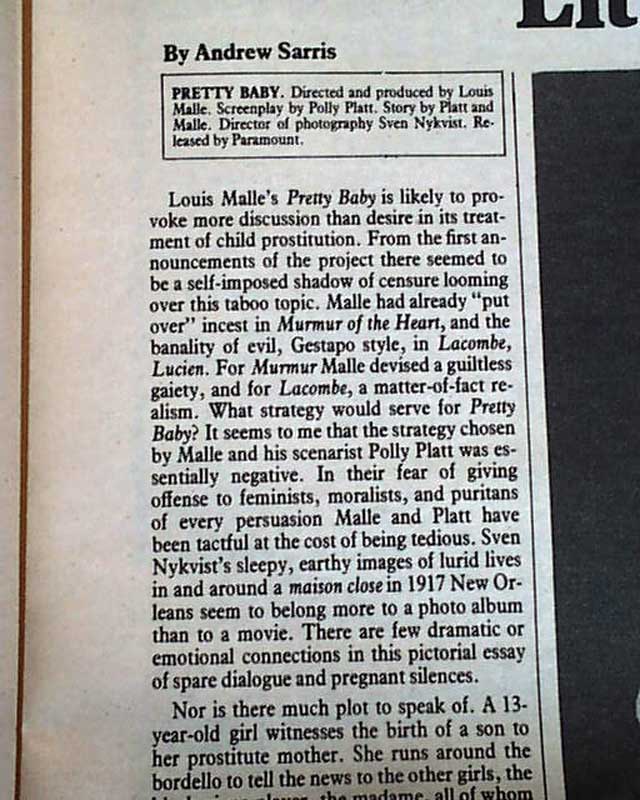 By Andrew Sarris
PRETTY BABY. Directed and produced by Louis
Malle. Screenplay by Polly Platt. Story by Platt and
Malle. Director of photography Sven Nykvist. Re-
leased by Paramount.
Louis Malle's Pretty Baby is likely to pro-
voke more discussion than desire in its treat-
ment of child prostitution. From the first an-
nouncements of the project there seemed to
be a self-imposed shadow of censure looming
over this taboo topic. Malle had already "put
over" incest in Murmur of the Heart, and the
banality of evil, Gestapo style, in Lacombe,
Lucien. For Murmur Malle devised a guiltless
gaiety, and for Lacombe, a matter-of-fact re-
alism. What strategy would serve for Pretty
Baby? It seems to me that the strategy chosen
by Malle and his scenarist Polly Platt was es-
sentially negative. In their fear of giving
offense to feminists, moralists, and puritans
of every persuasion Malle and Platt have
been tactful at the cost of being tedious. Sven
Nykvist's sleepy, earthy images of lurid lives
in and around a maison close in 1917 New Or-
leans seem to belong more to a photo album
than to a movie. There are few dramatic or
emotional connections in this pictorial essay
of spare dialogue and pregnant silences.
Nor is there much plot to speak of. A 13-
year-old girl witnesses the birth of a son to
her prostitute mother. She runs around the
bordello to tell the news to the other girls, the
the madame, all of whom